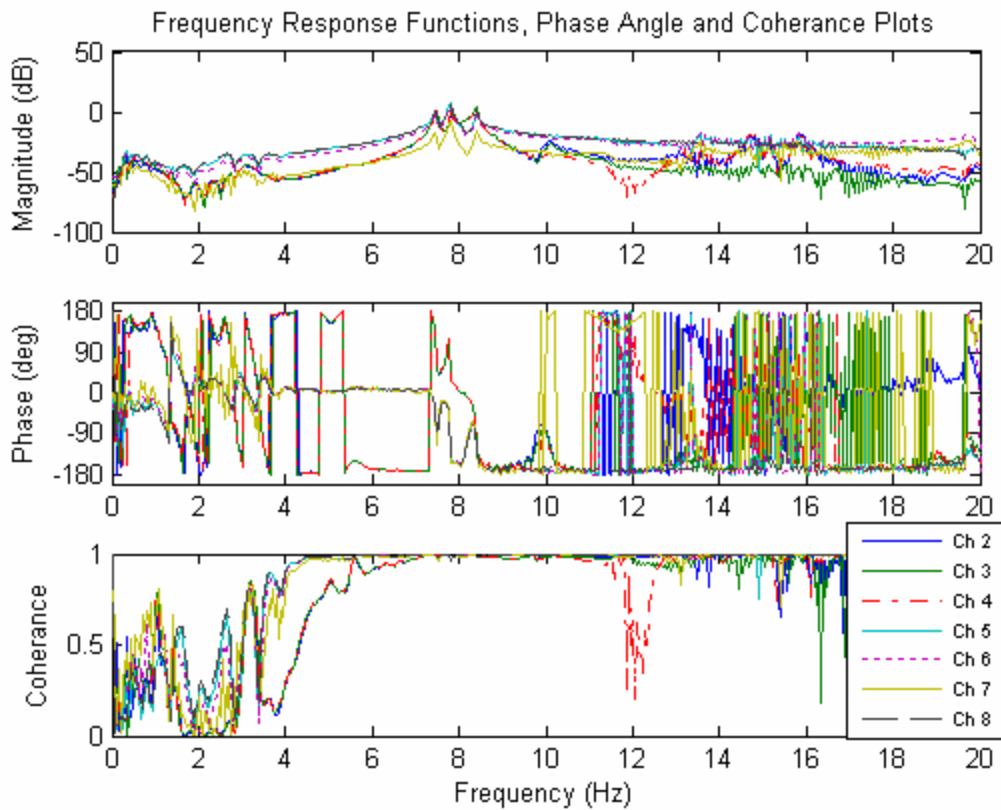 Frequency Response Functions, Phase Angle and Coherance Plots
Magnitude (dB)
50
0
-50
-100
0 2 4 6 8 10 12 14 16 18 20
Phase (deg)
180
90
0
-90
-180
0 2 4 6 8 10 12 14 16 18 20
Coherance
1
0.5
0
0 2 4 6 8 10 12 14 16 18 20
Frequency (Hz)
Ch 2
Ch 3
Ch 4
Ch 5
Ch 6
Ch 7
Ch 8